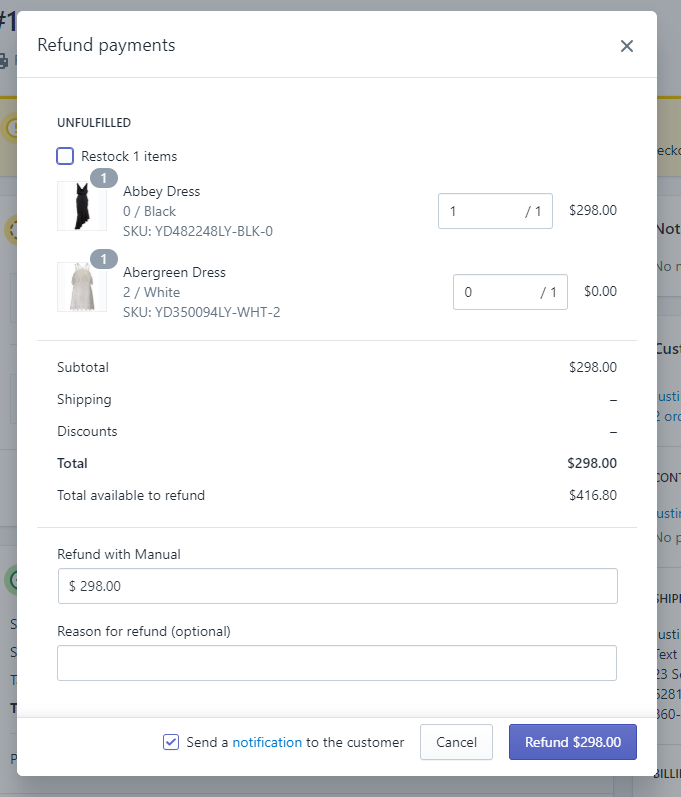 #1
Refund payments
UNFULFILLED
Restock 1 items
1
Abbey Dress
0 / Black
SKU: YD482248LY-BLK-0
1 / 1 $298.00
1
Abergreen Dress
2 / White
SKU: YD350094LY-WHT-2
0 / 1 $0.00
Subtotal $298.00
Shipping –
Discounts –
Total $298.00
Total available to refund $416.80
Refund with Manual
$ 298.00
Reason for refund (optional)
Send a notification to the customer
Cancel
Refund $298.00